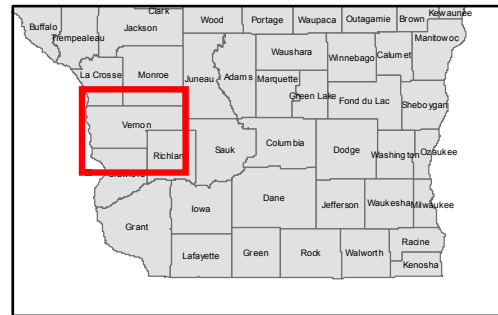 Clark
Wood Portage Waupaca Outagamie Brown Kewaunee
Buffalo
Trempealeau Jackson
Manitowoc
Waushara Winnebago Calumet
La Crosse Monroe Juneau Adams Marquette
Green Lake Fond du Lac Sheboygan
Vernon
Richland Sauk Columbia Dodge Washington Ozaukee
Crawford
Iowa Dane Jefferson Waukesha Milwaukee
Grant
Lafayette Green Rock Walworth Racine
Kenosha